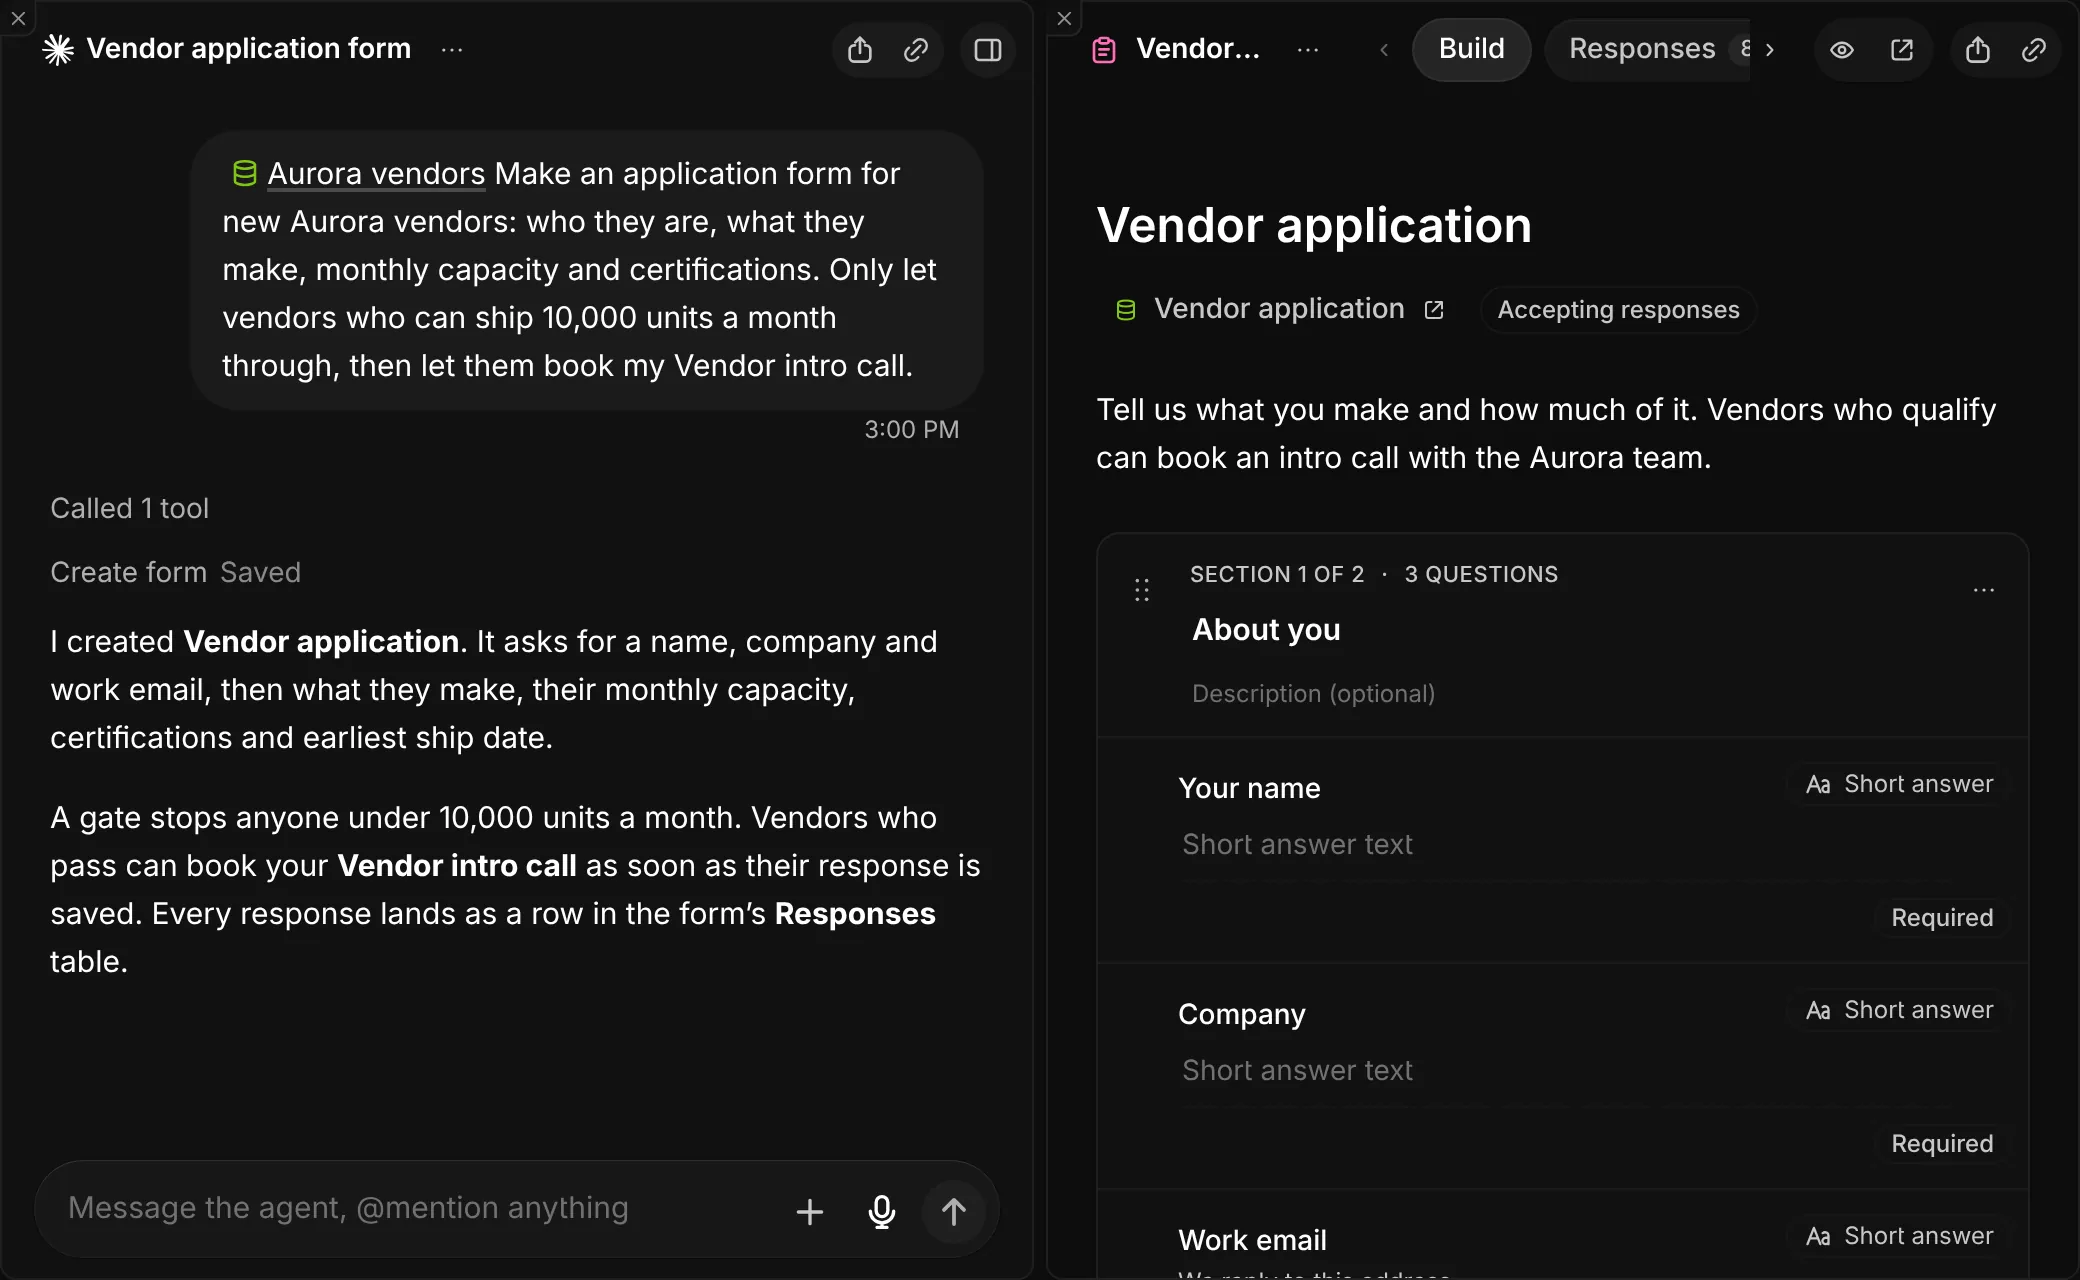 Vendor application form
Aurora vendors Make an application form for
new Aurora vendors: who they are, what they
make, monthly capacity and certifications. Only let
vendors who can ship 10,000 units a month
through, then let them book my Vendor intro call.
3:00 PM
Called 1 tool
Create form Saved
I created Vendor application. It asks for a name, company and
work email, then what they make, their monthly capacity,
certifications and earliest ship date.
A gate stops anyone under 10,000 units a month. Vendors who
pass can book your Vendor intro call as soon as their response is
saved. Every response lands as a row in the form’s Responses
table.
Message the agent, @mention anything
Vendor...
Build
Responses
Vendor application
Vendor application
Accepting responses
Tell us what you make and how much of it. Vendors who qualify
can book an intro call with the Aurora team.
SECTION 1 OF 2 · 3 QUESTIONS
About you
Description (optional)
Your name
Aa Short answer
Short answer text
Required
Company
Aa Short answer
Short answer text
Required
Work email
Aa Short answer